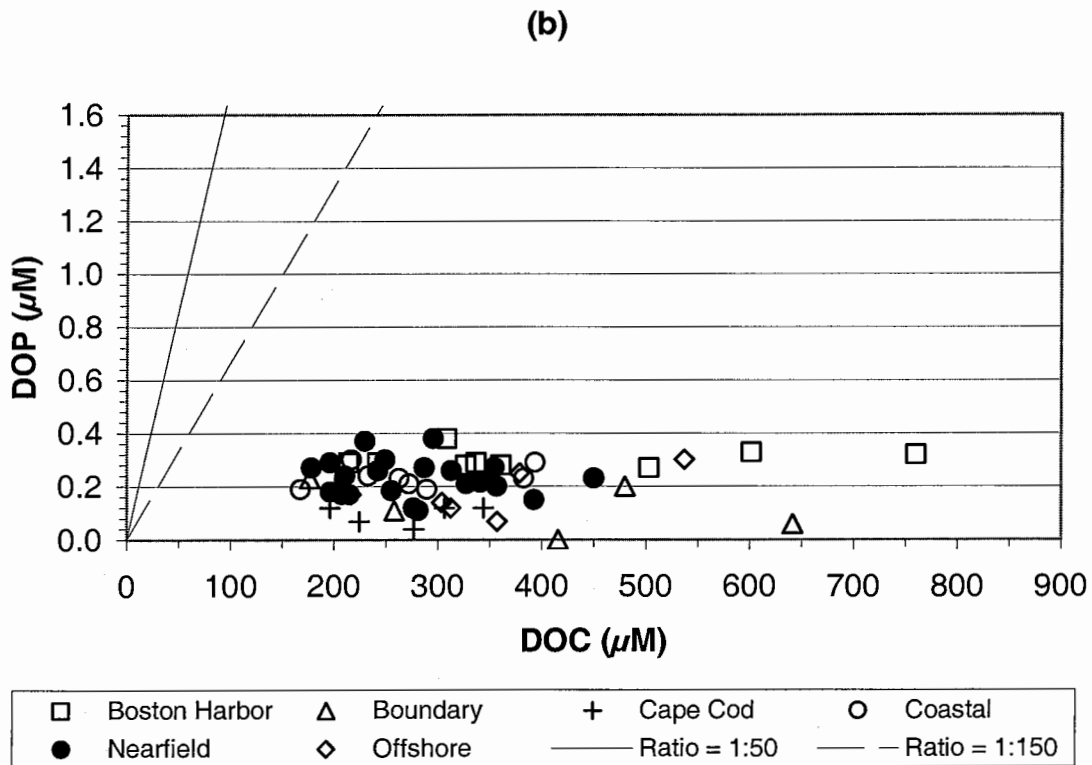 (b)
1.6
1.4
1.2
1.0
0.8
0.6
0.4
0.2
0.0
DOP (µM)
0 100 200 300 400 500 600 700 800 900
DOC (µM)
Boston Harbor Boundary Cape Cod Coastal
Nearfield Offshore Ratio = 1:50 Ratio = 1:150